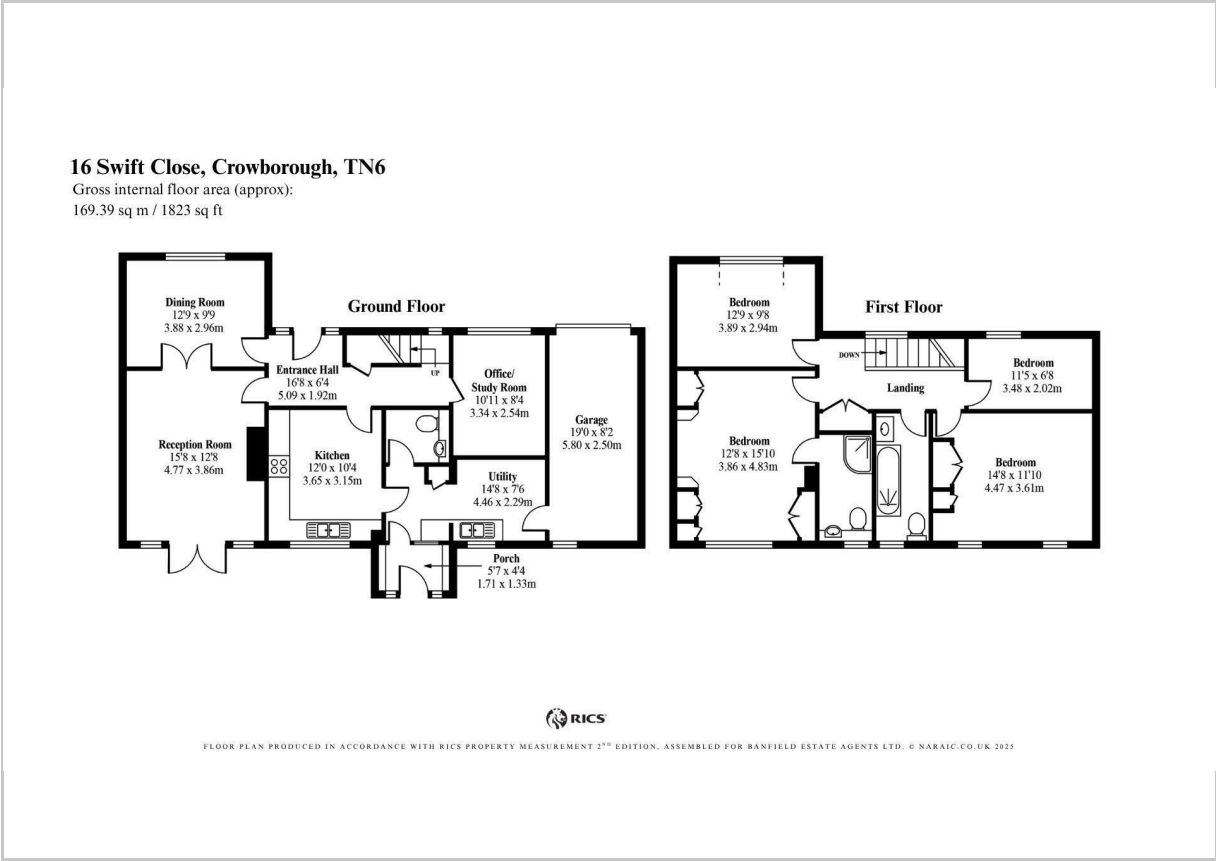 16 Swift Close, Crowborough, TN6
Gross internal floor area (approx):
169.39 sq m / 1823 sq ft
Ground Floor
Dining Room
12'9 x 9'9
3.88 x 2.96m
Entrance Hall
16'8 x 6'4
5.09 x 1.92m
UP
Office/
Study Room
10'11 x 8'4
3.34 x 2.54m
Garage
19'0 x 8'2
5.80 x 2.50m
Reception Room
15'8 x 12'8
4.77 x 3.86m
Kitchen
12'0 x 10'4
3.65 x 3.15m
Utility
14'8 x 7'6
4.46 x 2.29m
Porch
5'7 x 4'4
1.71 x 1.33m
First Floor
Bedroom
12'9 x 9'8
3.89 x 2.94m
DOWN
Landing
Bedroom
11'5 x 6'8
3.48 x 2.02m
Bedroom
12'8 x 15'10
3.86 x 4.83m
Bedroom
14'8 x 11'10
4.47 x 3.61m
RICS
FLOOR PLAN PRODUCED IN ACCORDANCE WITH RICS PROPERTY MEASUREMENT 2ND EDITION, ASSEMBLED FOR BANFIELD ESTATE AGENTS LTD. © NARAIC.CO.UK 2025